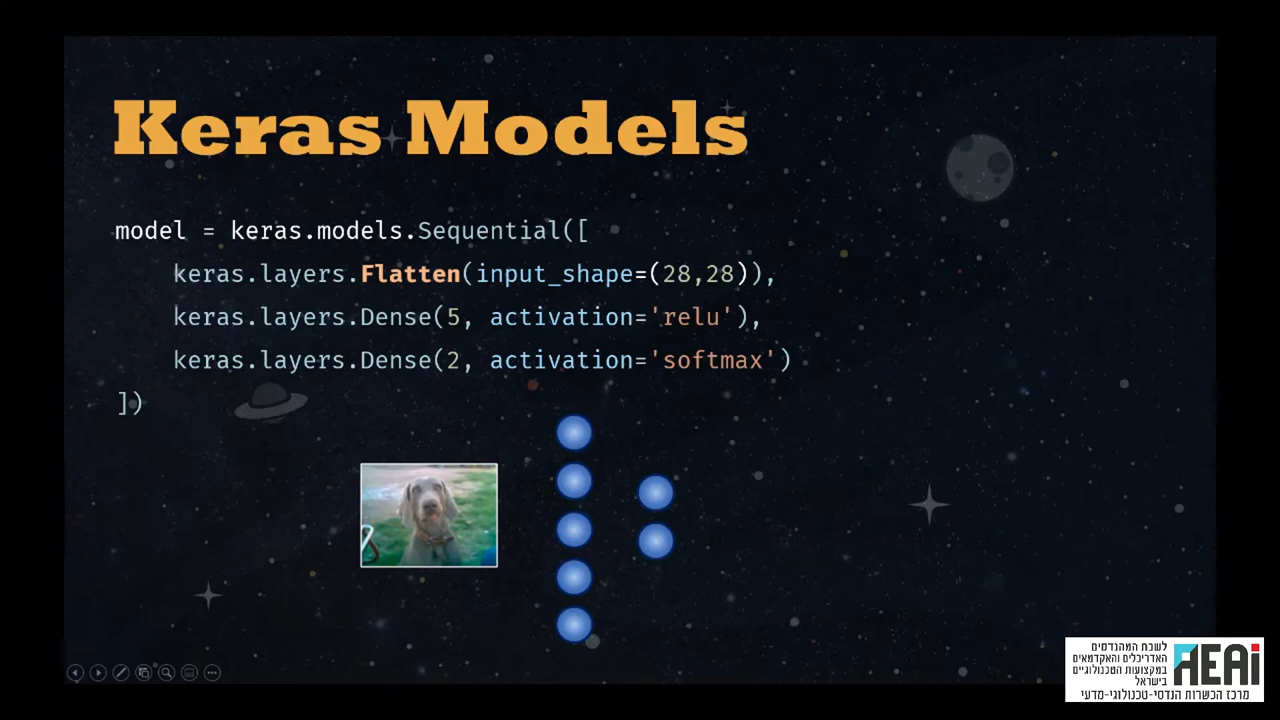 Keras Models
model = keras.models.Sequential([
keras.layers.Flatten(input_shape=(28,28)),
keras.layers.Dense(5, activation='relu'),
keras.layers.Dense(2, activation='softmax')
])
לשכת המהנדסים
האדריכלים והאקדמאים
במקצועות הטכנולוגיים
בישראל
AEAi
מרכז הכשרות הנדסי-טכנולוגי-מדעי